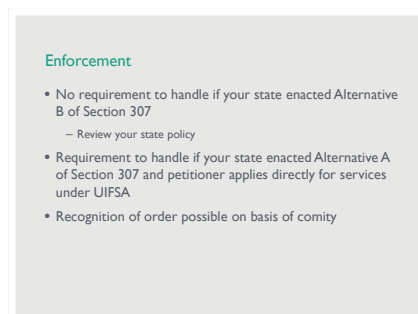 Enforcement
• No requirement to handle if your state enacted Alternative
B of Section 307
– Review your state policy
• Requirement to handle if your state enacted Alternative A
of Section 307 and petitioner applies directly for services
under UIFSA
• Recognition of order possible on basis of comity